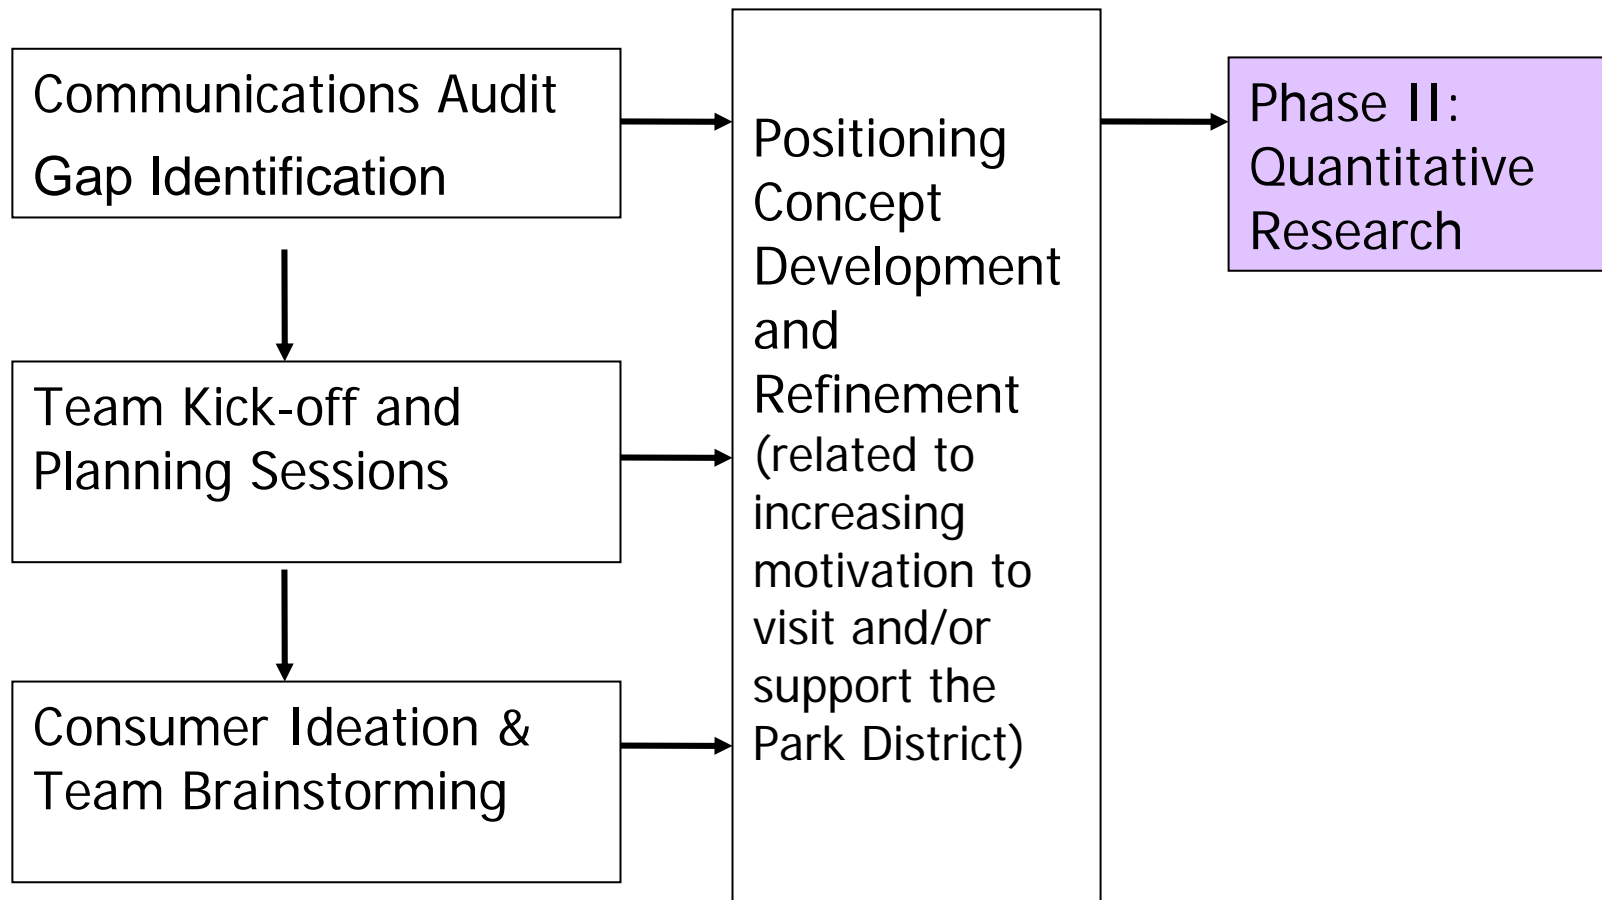 Communications Audit
Gap Identification
Team Kick-off and
Planning Sessions
Consumer Ideation &
Team Brainstorming
Positioning
Concept
Development
and
Refinement
(related to
increasing
motivation to
visit and/or
support the
Park District)
Phase II:
Quantitative
Research